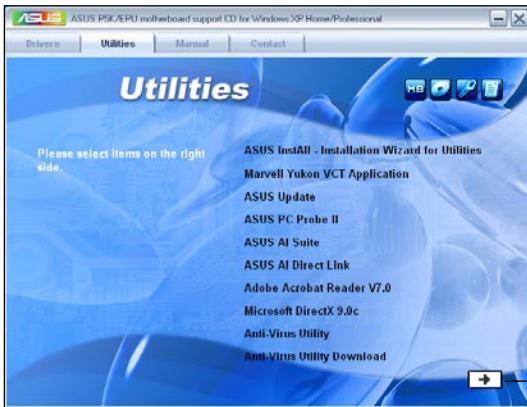 ASUS ASUS P5K/EPU motherboard support CD for Windows XP Home/Professional
Drivers Utilities Manual Contact
Utilities
MB
Please select items on the right side.
ASUS InstAll - Installation Wizard for Utilities
Marvell Yukon VCT Application
ASUS Update
ASUS PC Probe II
ASUS AI Suite
ASUS AI Direct Link
Adobe Acrobat Reader V7.0
Microsoft DirectX 9.0c
Anti-Virus Utility
Anti-Virus Utility Download